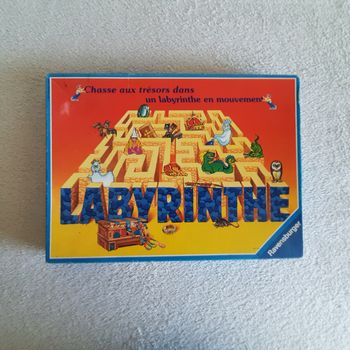 Chasse aux trésors dans
un labyrinthe en mouvement
LABYRINTHE
Ravensburger